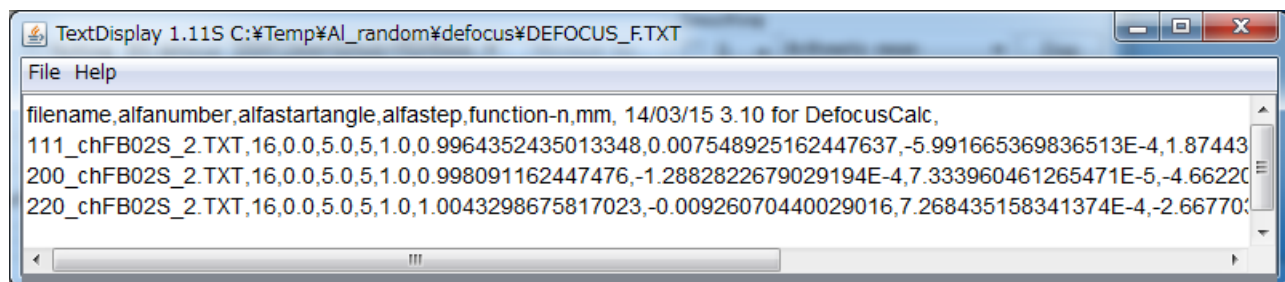 TextDisplay 1.11S C:¥Temp¥Al_random¥defocus¥DEFOCUS_F.TXT
File Help
filename,alfanumber,alfastartangle,alfastep,function-n,mm, 14/03/15 3.10 for DefocusCalc,
111_chFB02S_2.TXT,16,0.0,5.0,5,1.0,0.9964352435013348,0.007548925162447637,-5.991665369836513E-4,1.87443
200_chFB02S_2.TXT,16,0.0,5.0,5,1.0,0.998091162447476,-1.2882822679029194E-4,7.333960461265471E-5,-4.66220
220_chFB02S_2.TXT,16,0.0,5.0,5,1.0,1.0043298675817023,-0.00926070440029016,7.268435158341374E-4,-2.66770